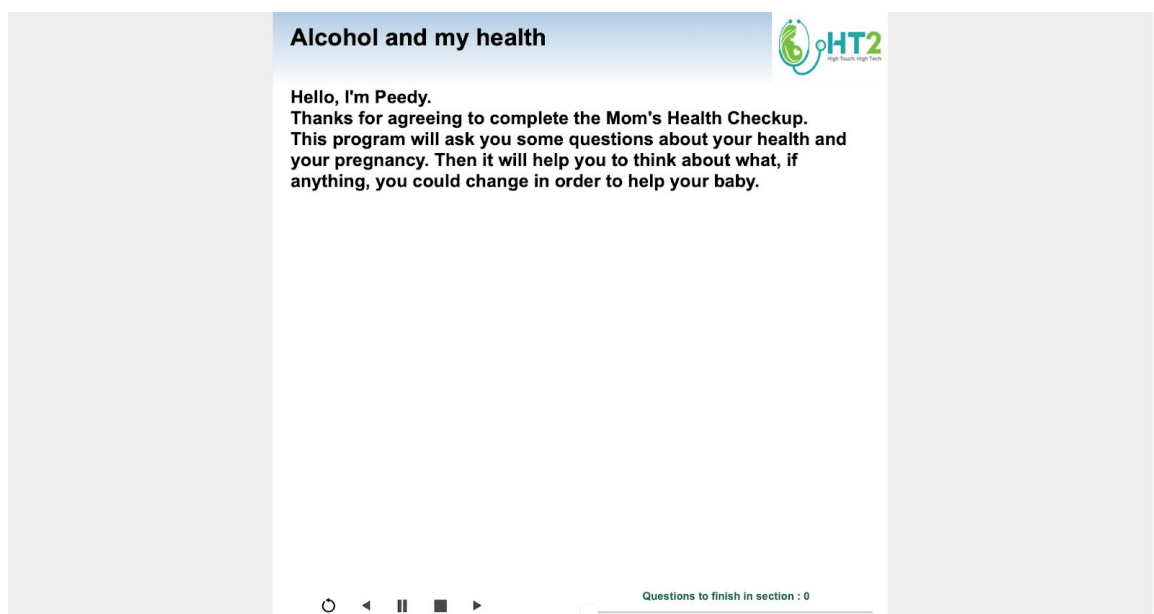 Alcohol and my health
HT2
High Touch, High Tech
Hello, I'm Peedy.
Thanks for agreeing to complete the Mom's Health Checkup.
This program will ask you some questions about your health and
your pregnancy. Then it will help you to think about what, if
anything, you could change in order to help your baby.
Questions to finish in section : 0